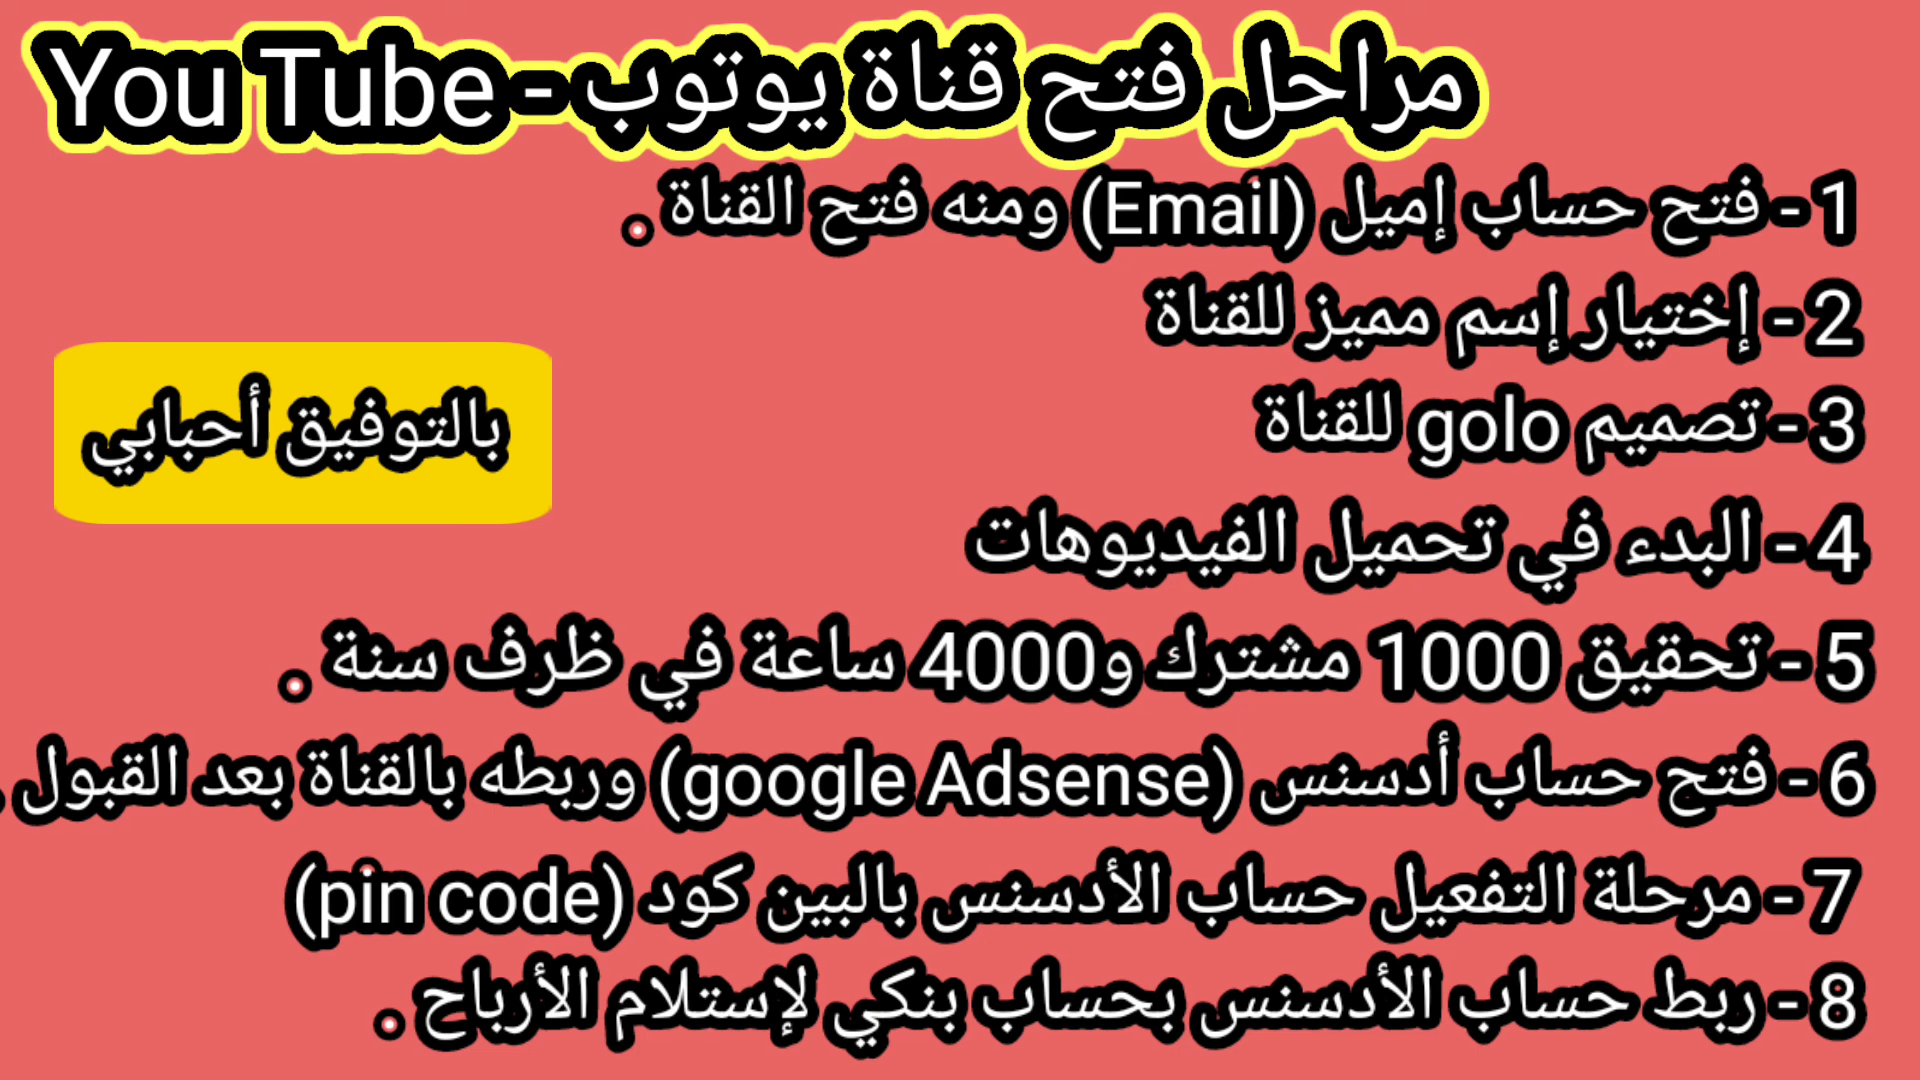 مراحل فتح قناة يوتوب - You Tube
1 - فتح حساب إميل (Email) ومنه فتح القناة .
2 - إختيار إسم مميز للقناة
3 - تصميم golo للقناة
بالتوفيق أحبابي
4 - البدء في تحميل الفيديوهات
5 - تحقيق 1000 مشترك و4000 ساعة في ظرف سنة .
6 - فتح حساب أدسنس (google Adsense) وربطه بالقناة بعد القبول .
7 - مرحلة التفعيل حساب الأدسنس بالبين كود (pin code)
8 - ربط حساب الأدسنس بحساب بنكي لإستلام الأرباح .